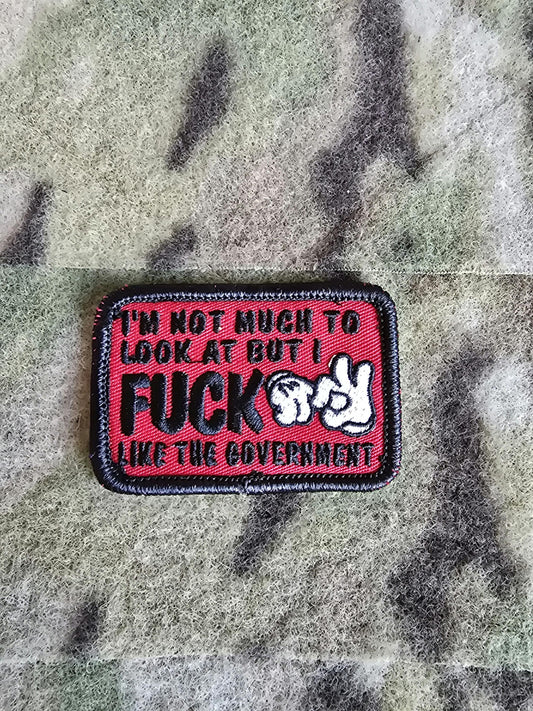 I'M NOT MUCH TO
LOOK AT BUT I
FUCK
LIKE THE GOVERNMENT